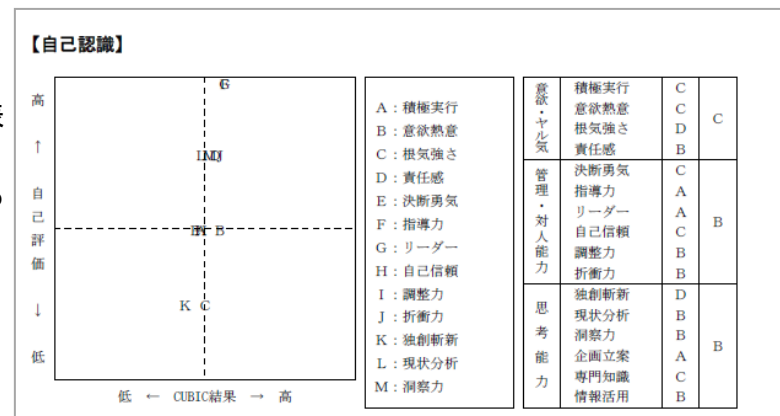 【自己認識】
高
↑
自
己
評
価
↓
低
G
D
B
K C
低 ← CUBIC結果 → 高
A：積極実行
B：意欲熱意
C：根気強さ
D：責任感
E：決断勇気
F：指導力
G：リーダー
H：自己信頼
I：調整力
J：折衝力
K：独創斬新
L：現状分析
M：洞察力
意欲・ヤル気
積極実行 C
意欲熱意 C
根気強さ D
責任感 B
C
管理・対人能力
決断勇気 C
指導力 A
リーダー A
自己信頼 C
調整力 B
折衝力 B
B
思考能力
独創斬新 D
現状分析 B
洞察力 B
企画立案 A
専門知識 C
情報活用 B
B